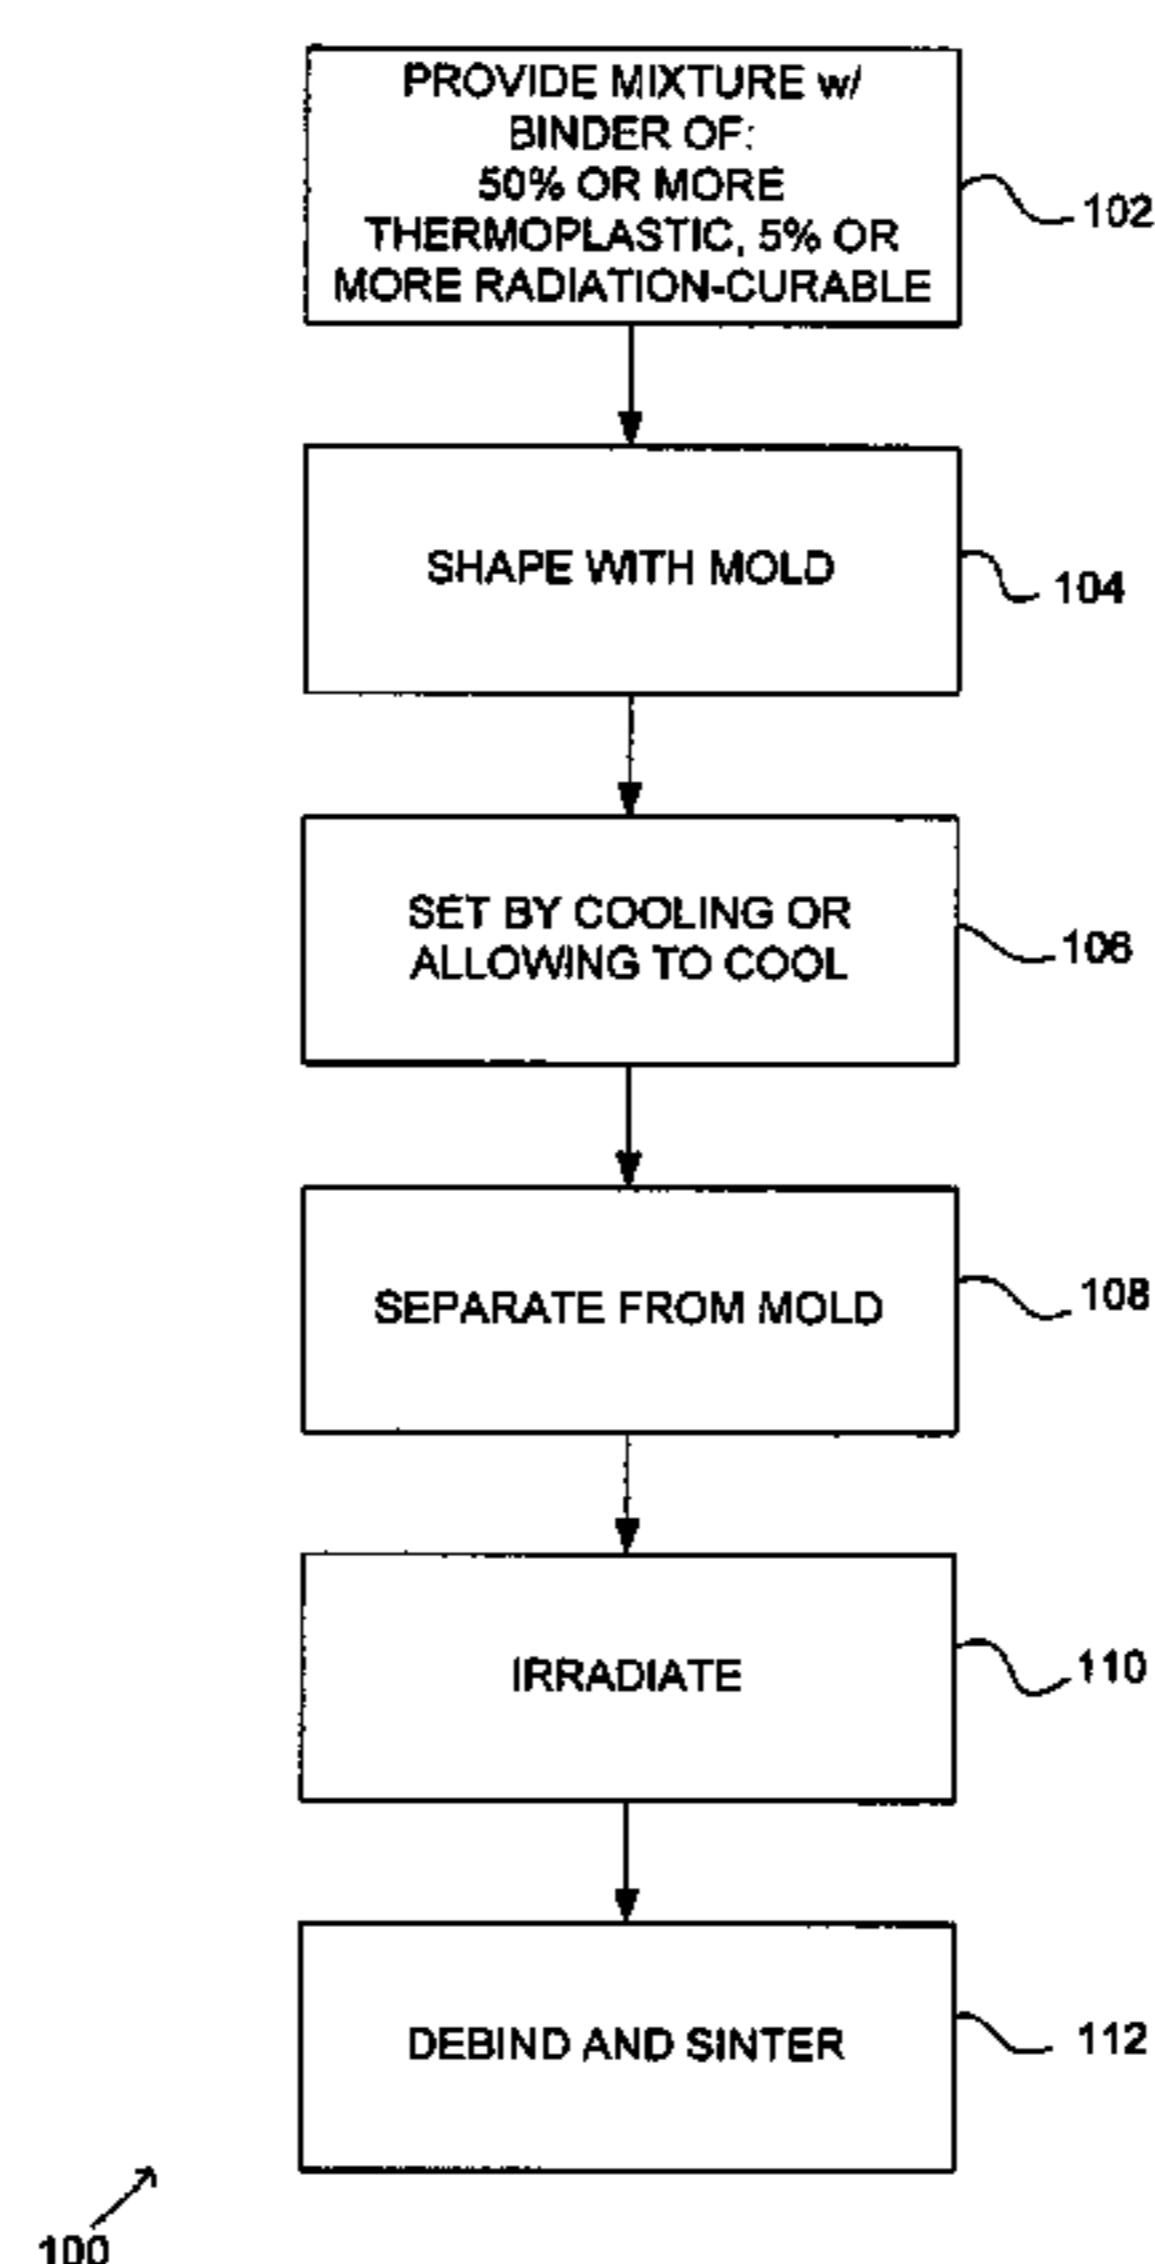 PROVIDE MIXTURE w/
BINDER OF:
50% OR MORE
THERMOPLASTIC, 5% OR
MORE RADIATION-CURABLE
102
SHAPE WITH MOLD
104
SET BY COOLING OR
ALLOWING TO COOL
106
SEPARATE FROM MOLD
108
IRRADIATE
110
DEBIND AND SINTER
112
100